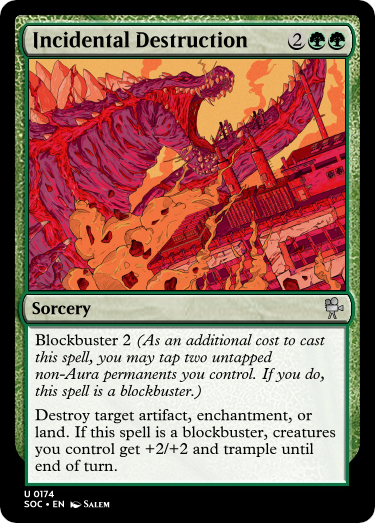 Incidental Destruction 2
Sorcery
Blockbuster 2 (As an additional cost to cast
this spell, you may tap two untapped
non-Aura permanents you control. If you do,
this spell is a blockbuster.)
Destroy target artifact, enchantment, or
land. If this spell is a blockbuster, creatures
you control get +2/+2 and trample until
end of turn.
U 0174
SOC • EN Salem